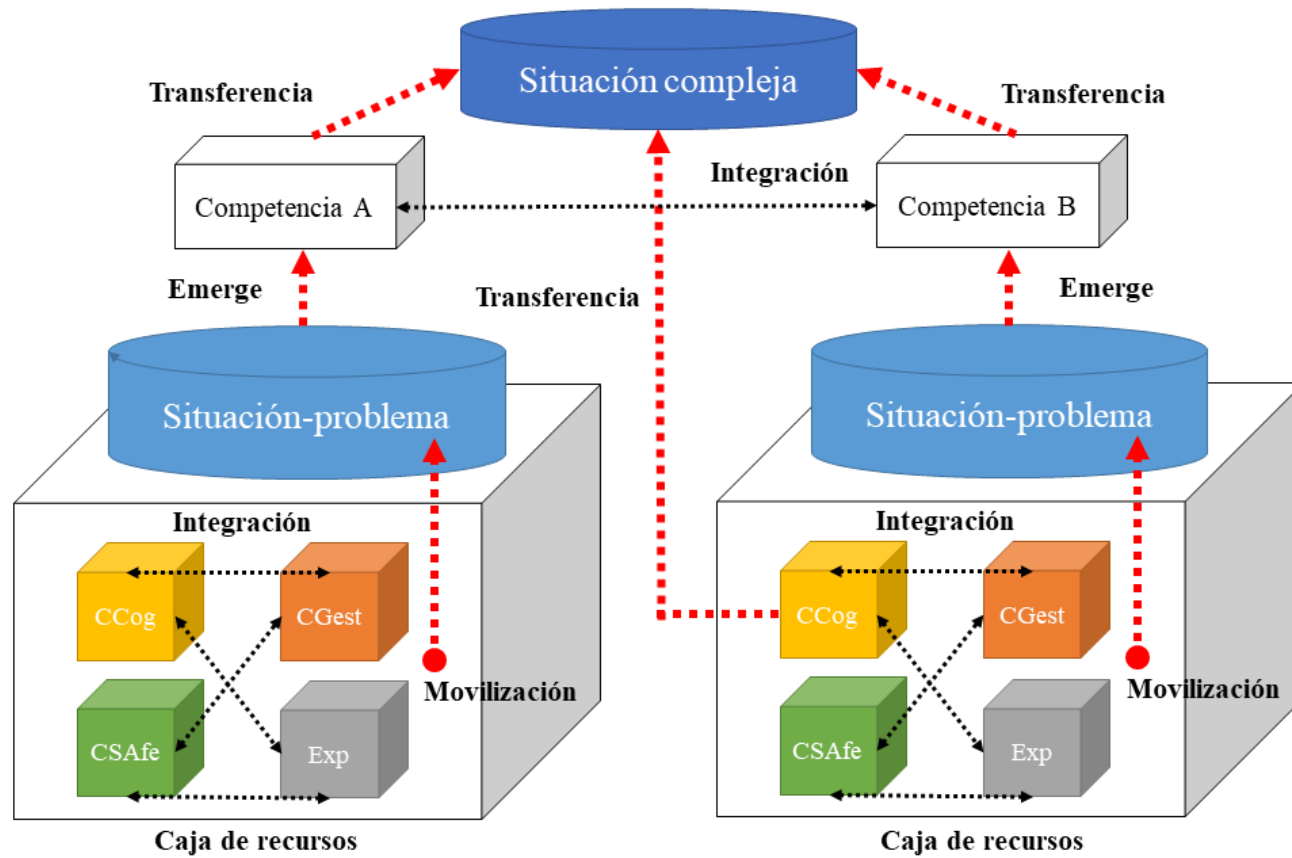 Situación compleja
Transferencia
Transferencia
Competencia A
Integración
Competencia B
Emerge
Transferencia
Emerge
Situación-problema
Situación-problema
Integración
CCog
CGest
CSAfe
Exp
Movilización
Caja de recursos
Integración
CCog
CGest
CSAfe
Exp
Movilización
Caja de recursos